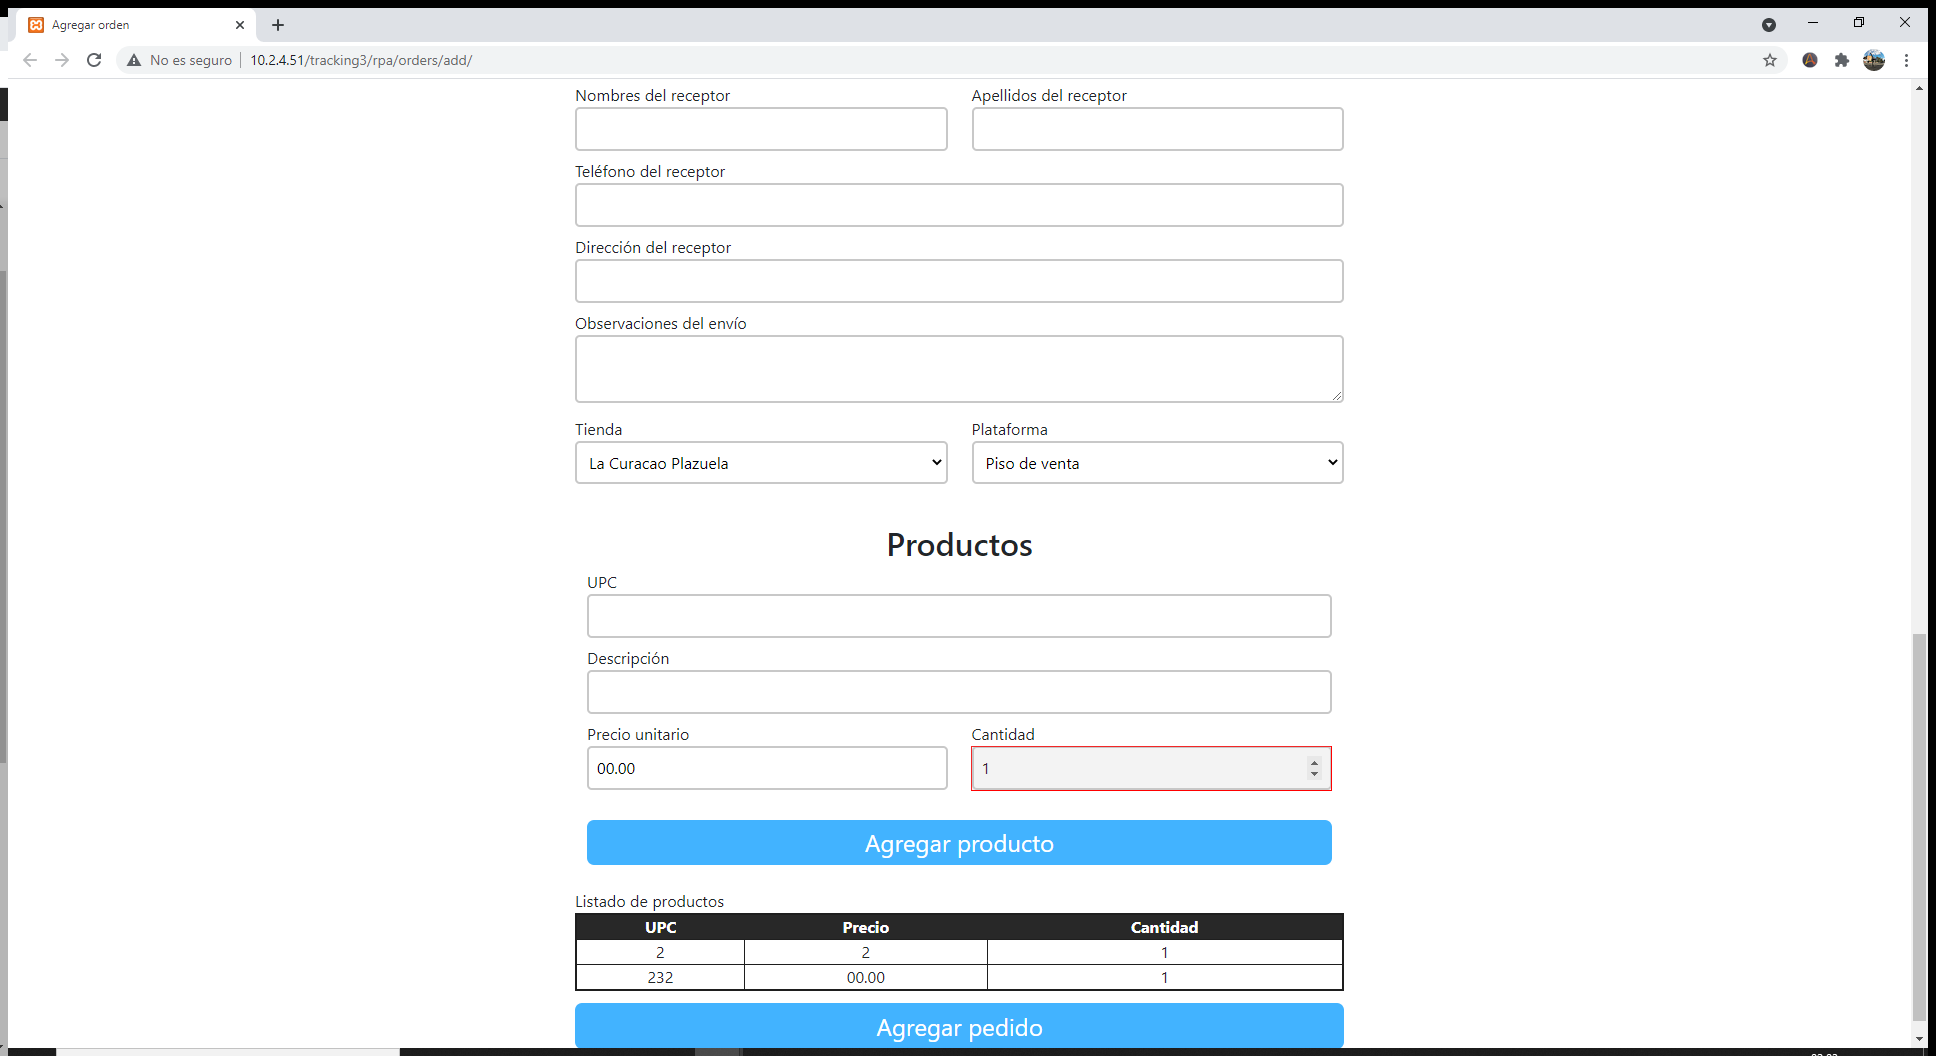 Agregar orden
No es seguro 10.2.4.51/tracking3/rpa/orders/add/
Nombres del receptor Apellidos del receptor
Teléfono del receptor
Dirección del receptor
Observaciones del envío
Tienda Plataforma
La Curacao Plazuela Piso de venta
Productos
UPC
Descripción
Precio unitario Cantidad
00.00 1
Agregar producto
Listado de productos
UPC Precio Cantidad
2 2 1
232 00.00 1
Agregar pedido